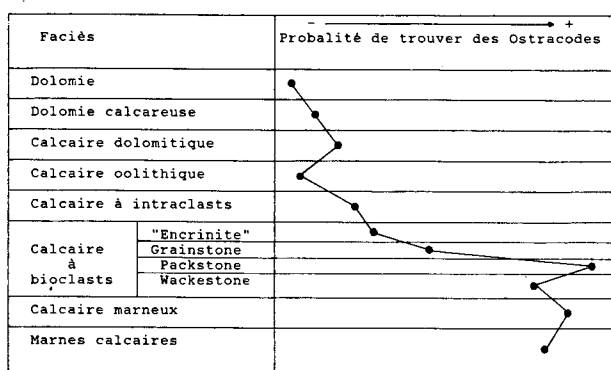 Faciès
- +
Probalité de trouver des Ostracodes
Dolomie
Dolomie calcareuse
Calcaire dolomitique
Calcaire oolithique
Calcaire à intraclasts
Calcaire
à
bioclasts
"Encrinite"
Grainstone
Packstone
Wackestone
Calcaire marneux
Marnes calcaires